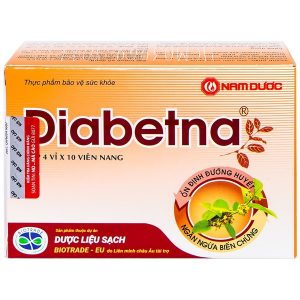 Thực phẩm bảo vệ sức khỏe
NAM DƯỢC
Diabetna®
4 VỈ X 10 VIÊN NANG
ỔN ĐỊNH ĐƯỜNG HUYẾT
NGĂN NGỪA BIẾN CHỨNG
Sản phẩm thuộc dự án
DƯỢC LIỆU SẠCH
BIOTRADE - EU do Liên minh châu Âu tài trợ
BIOTRADE